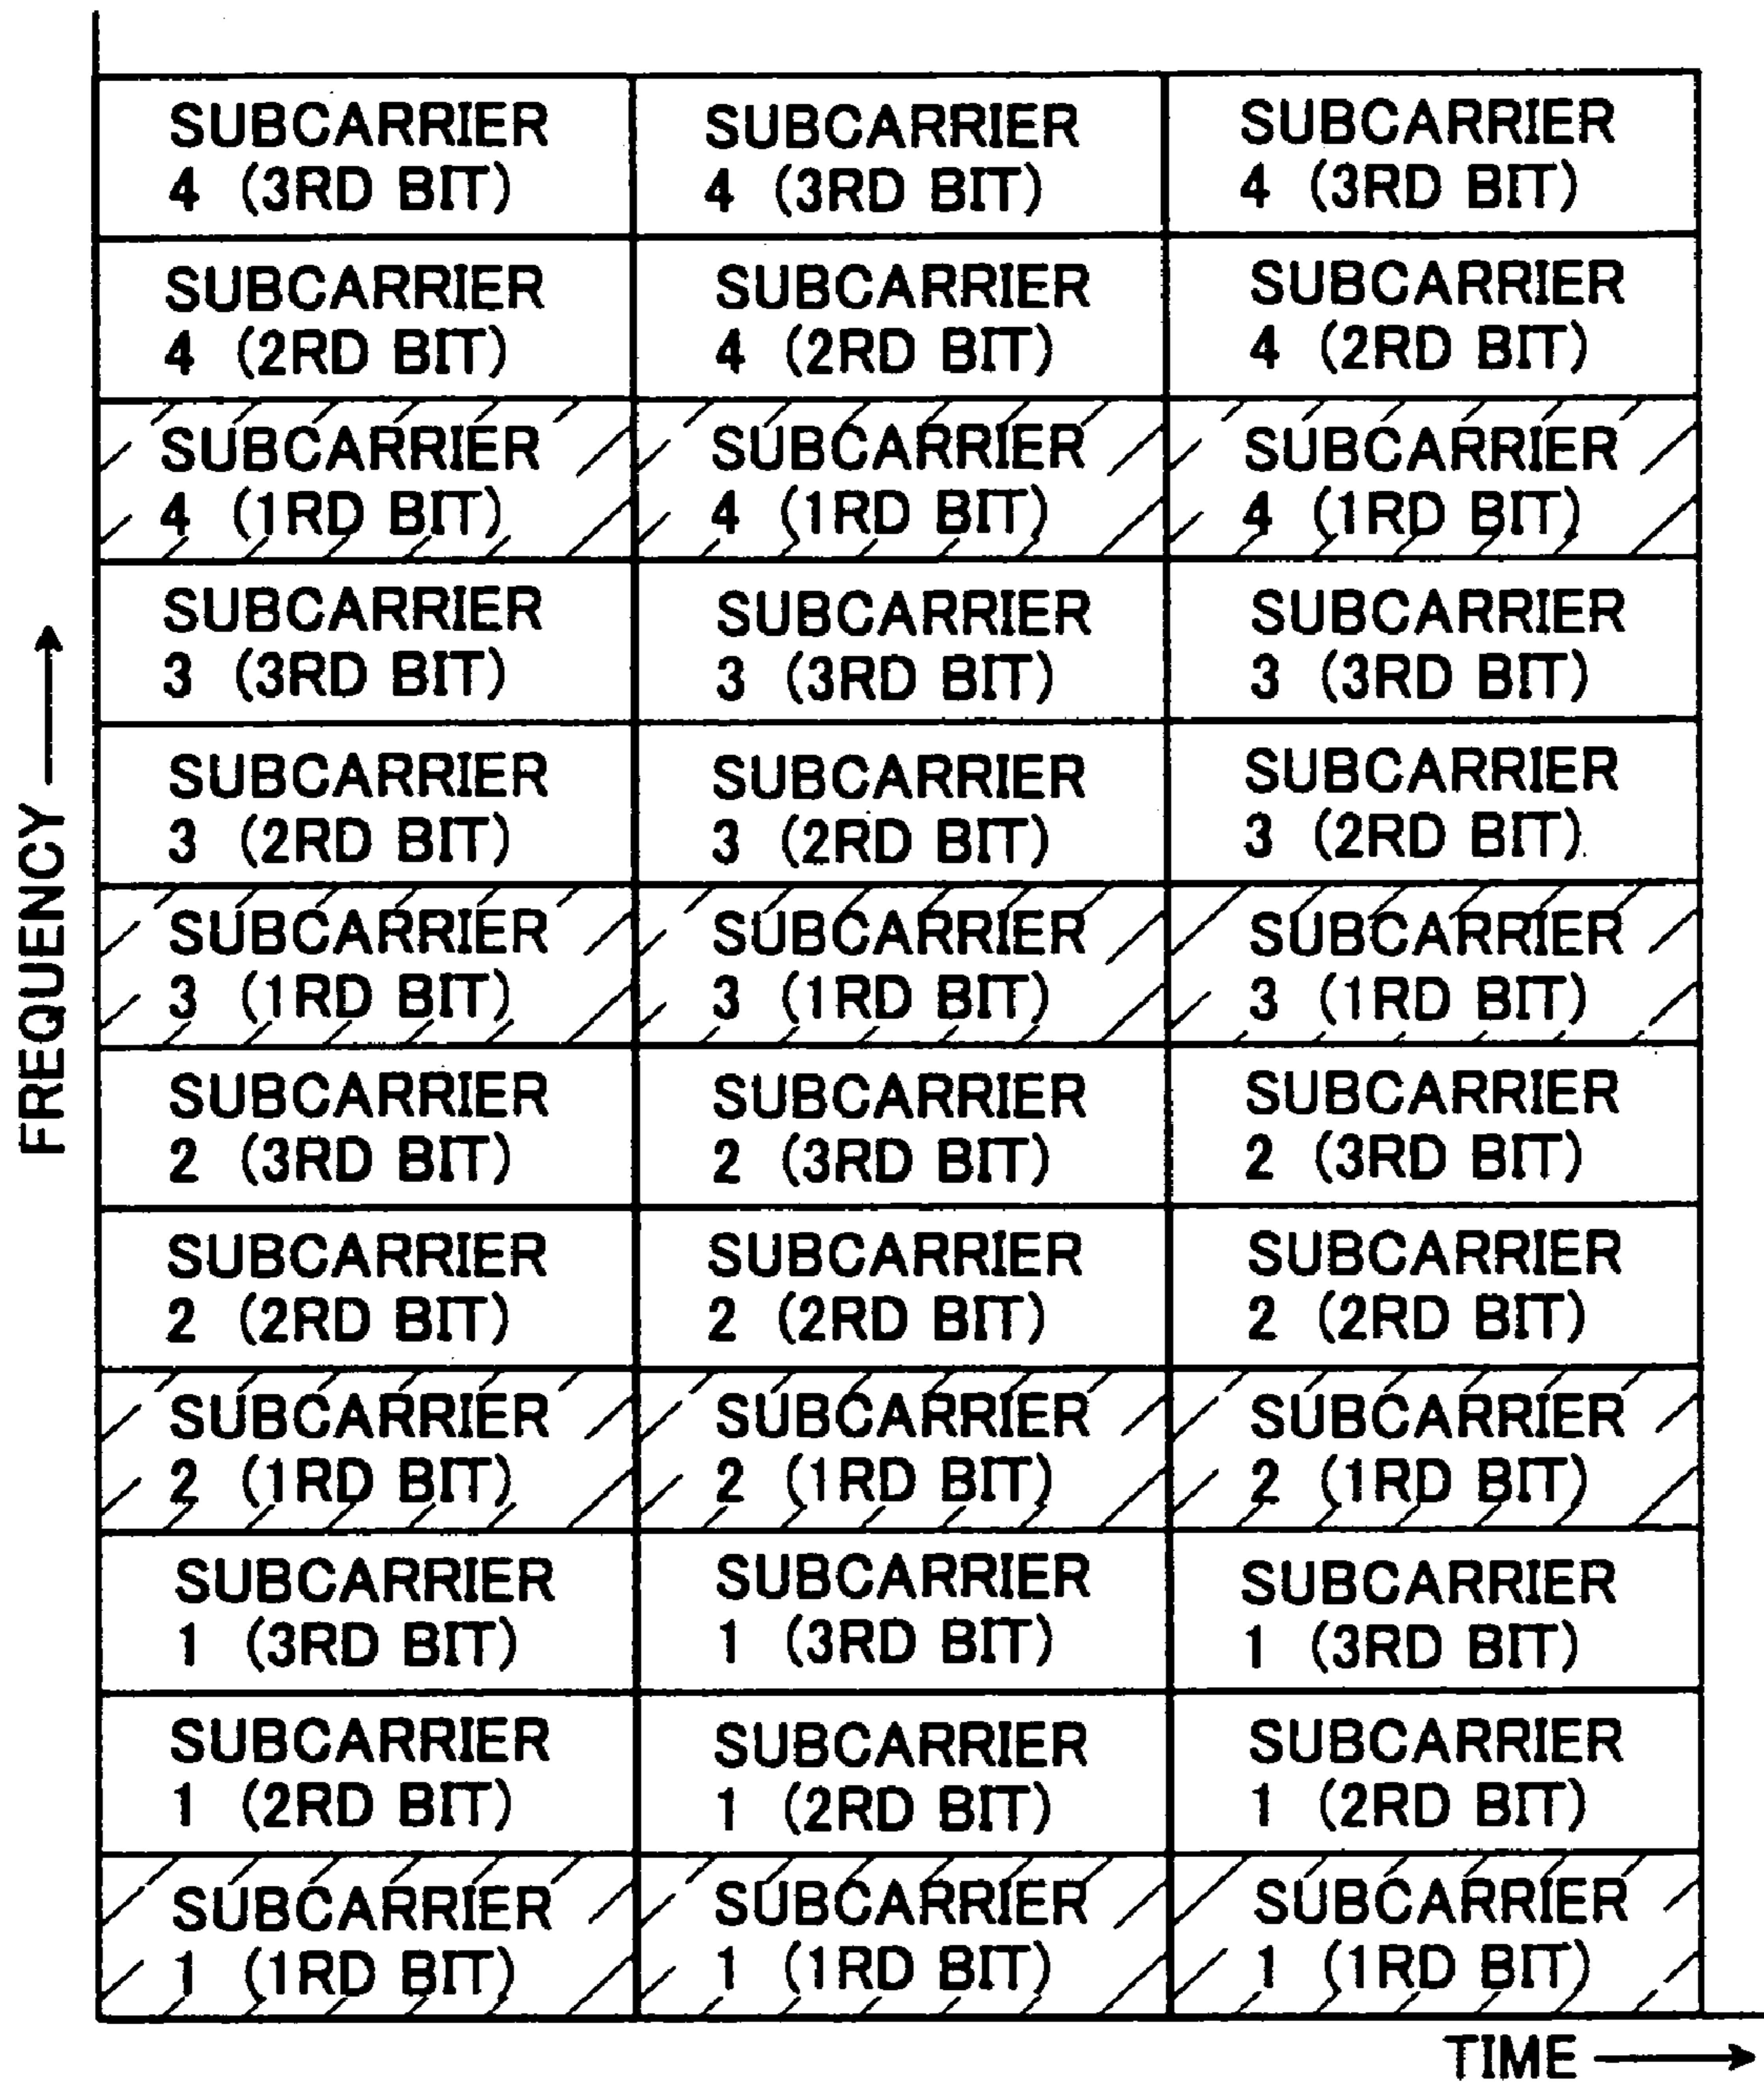 SUBCARRIER SUBCARRIER SUBCARRIER
4 (3RD BIT) 4 (3RD BIT) 4 (3RD BIT)
SUBCARRIER SUBCARRIER SUBCARRIER
4 (2RD BIT) 4 (2RD BIT) 4 (2RD BIT)
SUBCARRIER SUBCARRIER SUBCARRIER
4 (1RD BIT) 4 (1RD BIT) 4 (1RD BIT)
SUBCARRIER SUBCARRIER SUBCARRIER
3 (3RD BIT) 3 (3RD BIT) 3 (3RD BIT)
SUBCARRIER SUBCARRIER SUBCARRIER
3 (2RD BIT) 3 (2RD BIT) 3 (2RD BIT)
SUBCARRIER SUBCARRIER SUBCARRIER
3 (1RD BIT) 3 (1RD BIT) 3 (1RD BIT)
SUBCARRIER SUBCARRIER SUBCARRIER
2 (3RD BIT) 2 (3RD BIT) 2 (3RD BIT)
SUBCARRIER SUBCARRIER SUBCARRIER
2 (2RD BIT) 2 (2RD BIT) 2 (2RD BIT)
SUBCARRIER SUBCARRIER SUBCARRIER
2 (1RD BIT) 2 (1RD BIT) 2 (1RD BIT)
SUBCARRIER SUBCARRIER SUBCARRIER
1 (3RD BIT) 1 (3RD BIT) 1 (3RD BIT)
SUBCARRIER SUBCARRIER SUBCARRIER
1 (2RD BIT) 1 (2RD BIT) 1 (2RD BIT)
SUBCARRIER SUBCARRIER SUBCARRIER
1 (1RD BIT) 1 (1RD BIT) 1 (1RD BIT)
FREQUENCY
TIME